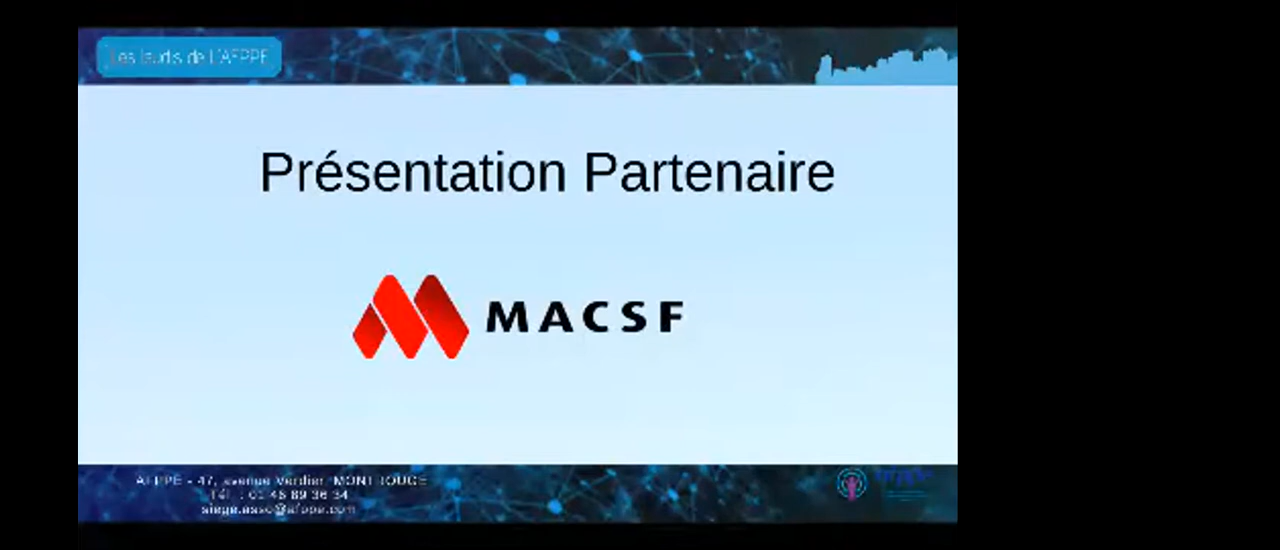 Les jeudis de L'AFPPE
Présentation Partenaire
MACSF
AFPPE - 47, avenue Verdier MONTROUGE
Tél. : 01 46 89 36 34
siege.asso@afppe.com
afppe